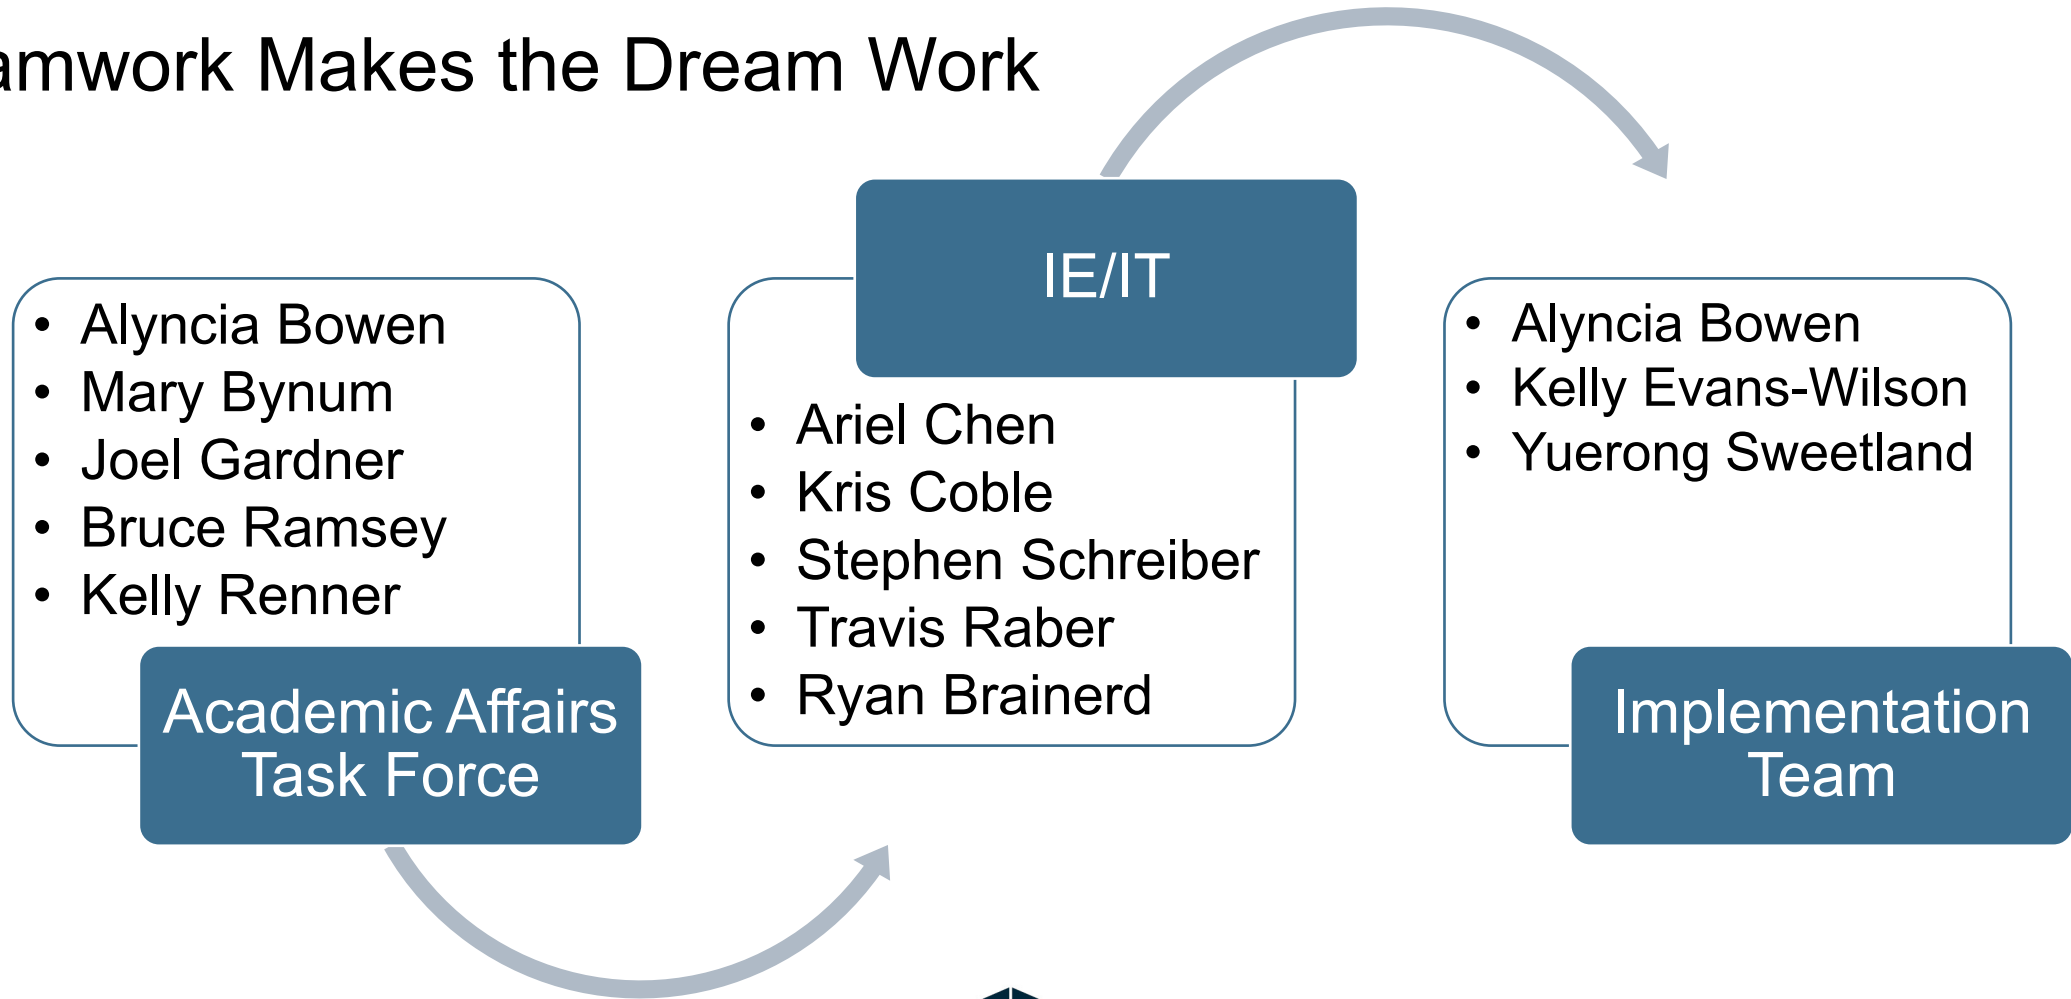 amwork Makes the Dream Work
• Alyncia Bowen
• Mary Bynum
• Joel Gardner
• Bruce Ramsey
• Kelly Renner
Academic Affairs
Task Force
IE/IT
• Ariel Chen
• Kris Coble
• Stephen Schreiber
• Travis Raber
• Ryan Brainerd
• Alyncia Bowen
• Kelly Evans-Wilson
• Yuerong Sweetland
Implementation
Team